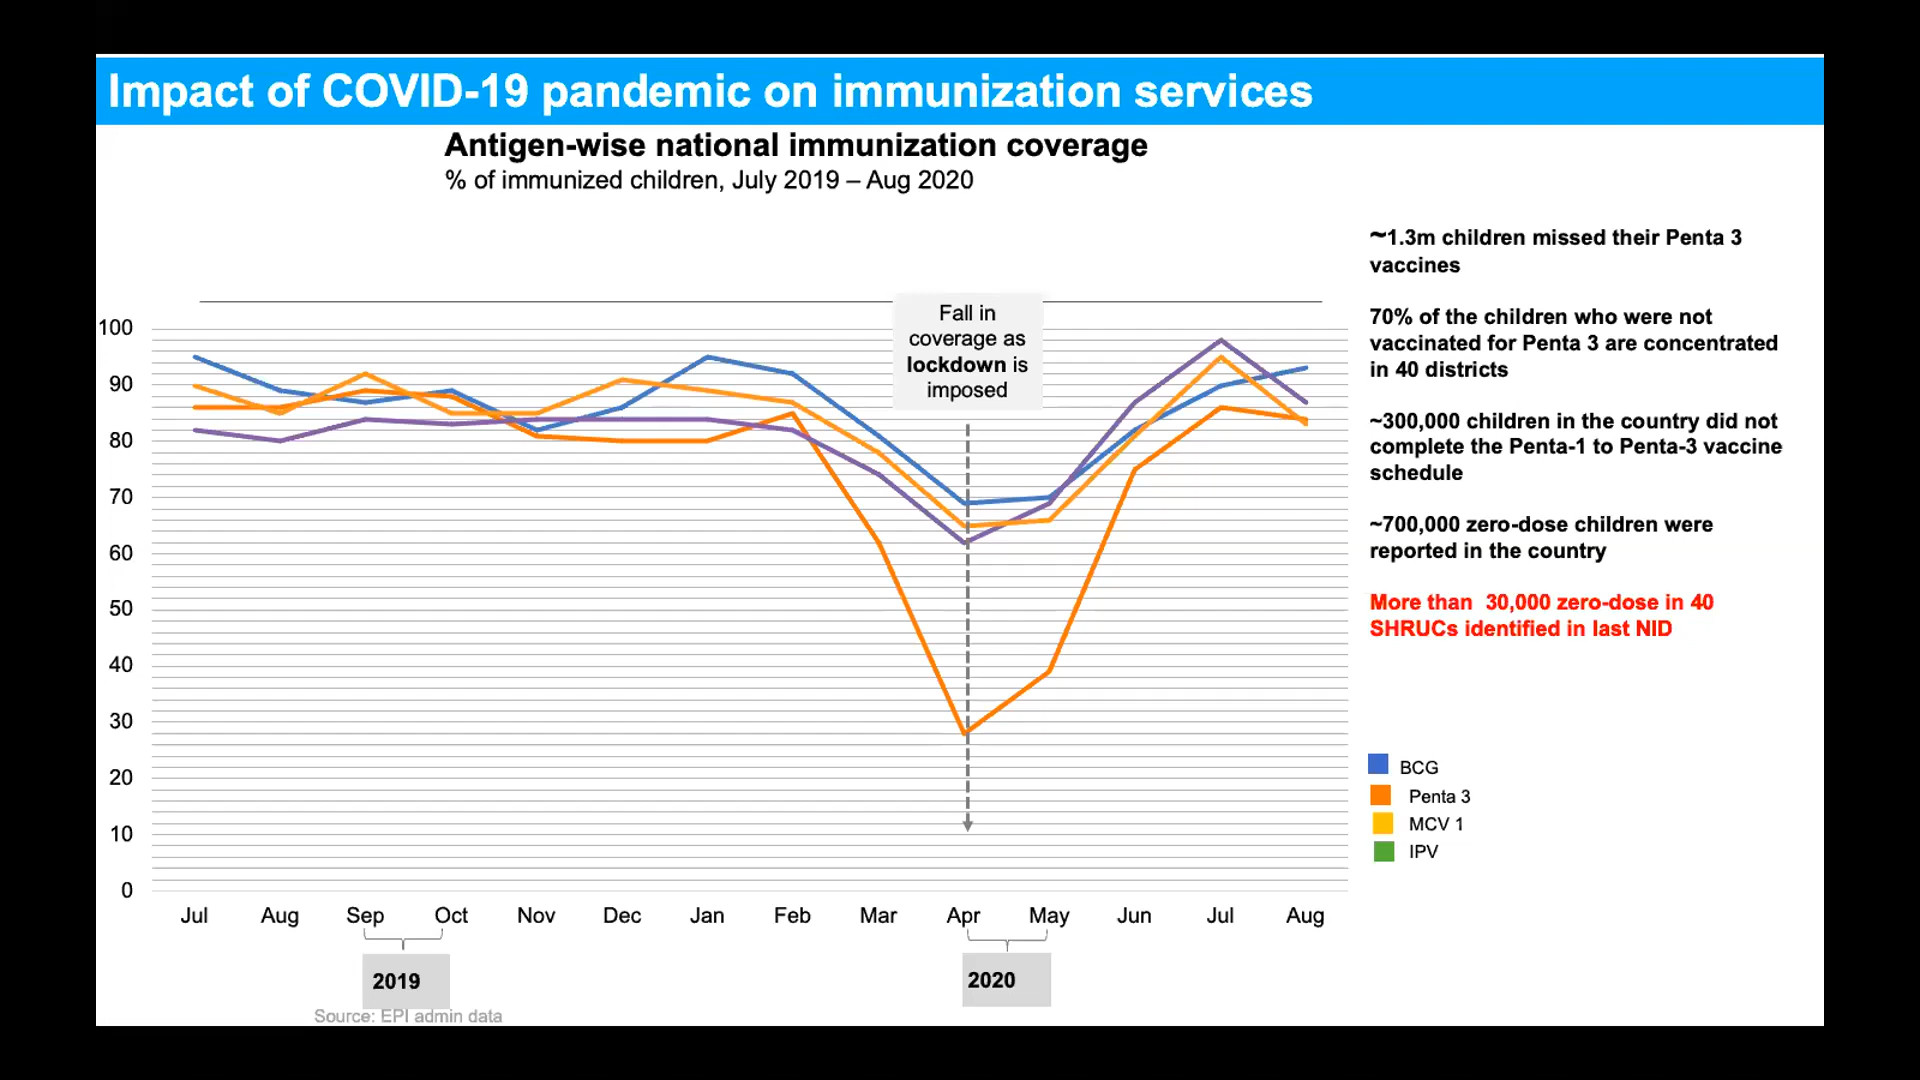 Impact of COVID-19 pandemic on immunization services
Antigen-wise national immunization coverage
% of immunized children, July 2019 – Aug 2020
~1.3m children missed their Penta 3
vaccines
70% of the children who were not
vaccinated for Penta 3 are concentrated
in 40 districts
~300,000 children in the country did not
complete the Penta-1 to Penta-3 vaccine
schedule
~700,000 zero-dose children were
reported in the country
More than 30,000 zero-dose in 40
SHRUCs identified in last NID
Fall in
coverage as
lockdown is
imposed
100
90
80
70
60
50
40
30
20
10
0
Jul Aug Sep Oct Nov Dec Jan Feb Mar Apr May Jun Jul Aug
2019
2020
BCG
Penta 3
MCV 1
IPV
Source: EPI admin data